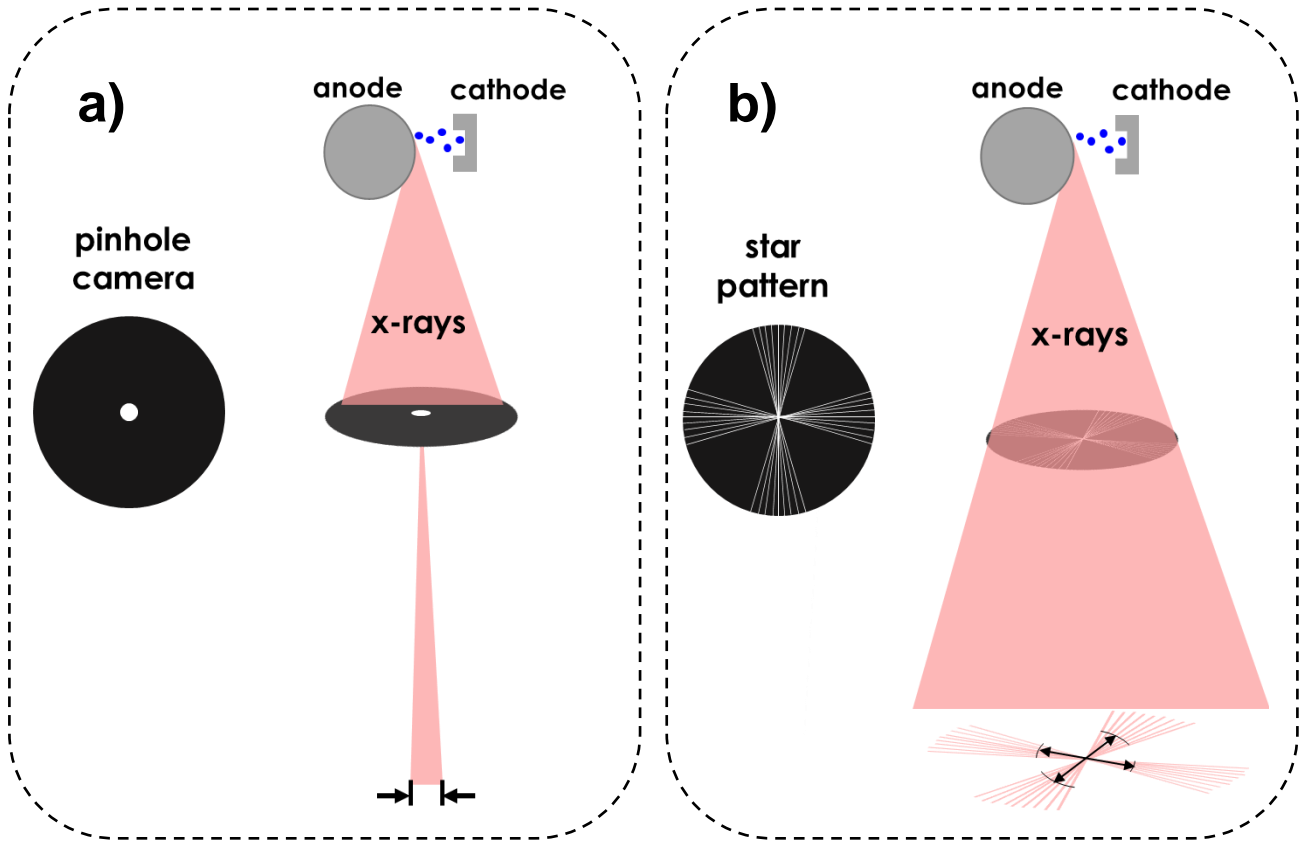 a)
anode
cathode
pinhole
camera
x-rays
b)
anode
cathode
star
pattern
x-rays